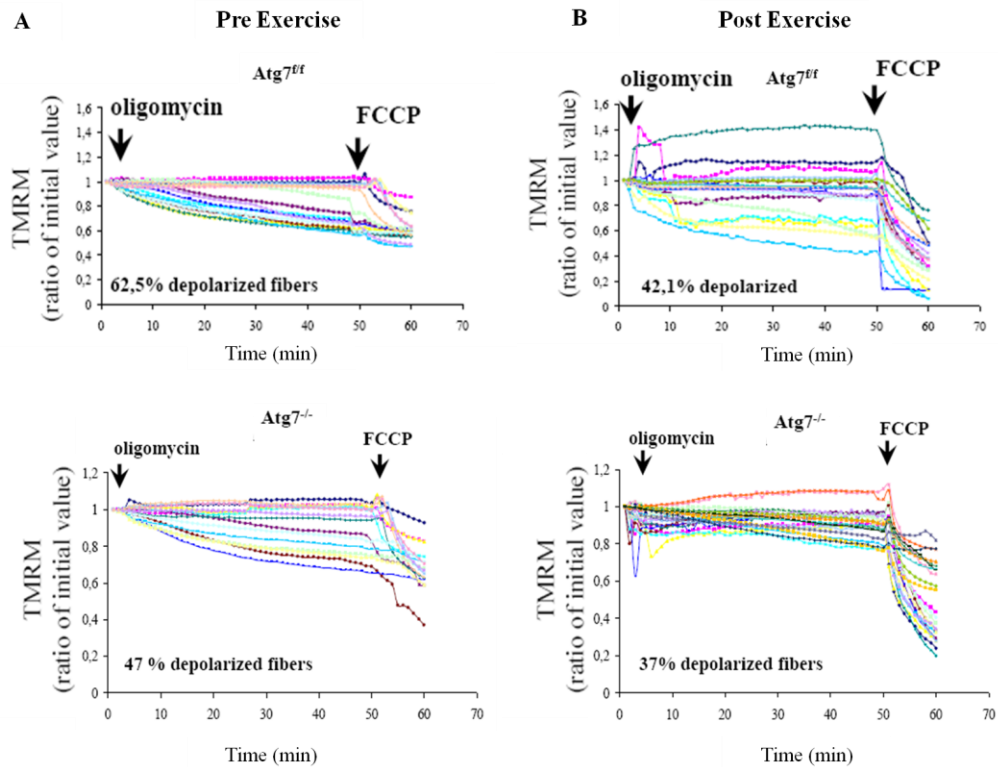 A
Pre Exercise
B
Post Exercise
Atg7f/f
oligomycin
FCCP
TMRM
(ratio of initial value)
1,6
1,4
1,2
1
0,8
0,6
0,4
0,2
0
62,5% depolarized fibers
0 10 20 30 40 50 60 70
Time (min)
Atg7f/f
oligomycin
FCCP
TMRM
(ratio of initial value)
1,6
1,4
1,2
1
0,8
0,6
0,4
0,2
0
42,1% depolarized
0 10 20 30 40 50 60 70
Time (min)
Atg7-/-
oligomycin
FCCP
TMRM
(ratio of initial value)
1,2
1
0,8
0,6
0,4
0,2
0
47 % depolarized fibers
0 10 20 30 40 50 60 70
Time (min)
Atg7-/-
oligomycin
FCCP
TMRM
(ratio of initial value)
1,2
1
0,8
0,6
0,4
0,2
0
37% depolarized fibers
0 10 20 30 40 50 60 70
Time (min)